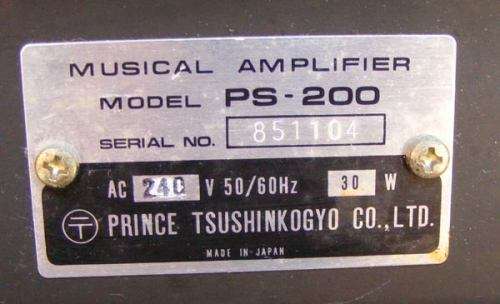 MUSICAL AMPLIFIER
MODEL PS-200
SERIAL NO. 851104
AC 240 V 50/60Hz 30 W
〒 PRINCE TSUSHINKOGYO CO.,LTD.
MADE IN JAPAN